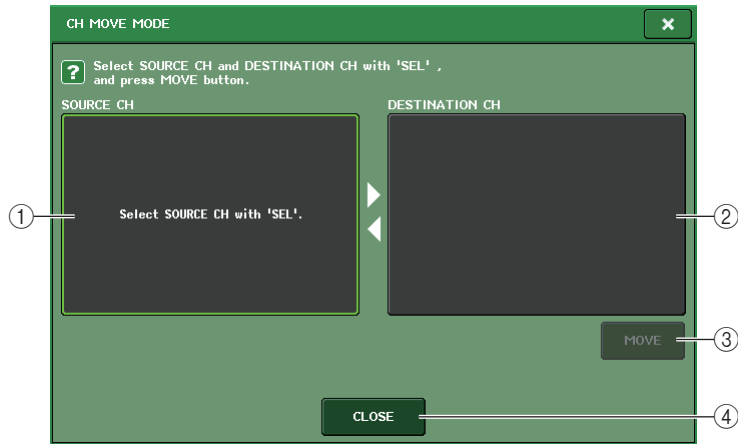 CH MOVE MODE
?
Select SOURCE CH and DESTINATION CH with 'SEL' ,
and press MOVE button.
SOURCE CH
DESTINATION CH
Select SOURCE CH with 'SEL'.
①
②
MOVE
③
CLOSE
④